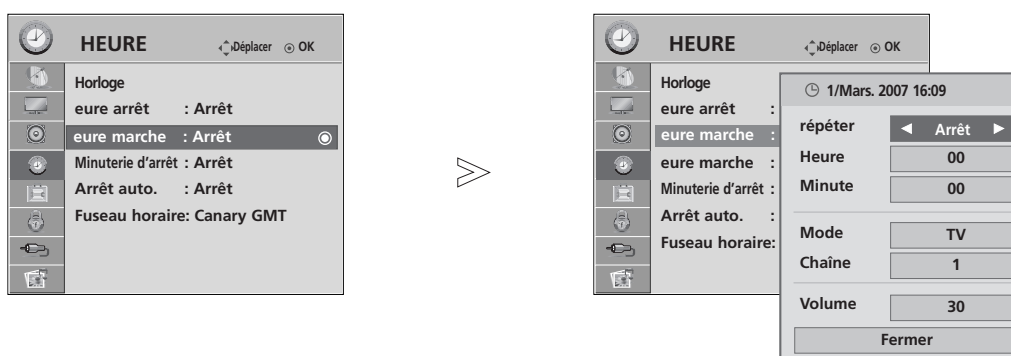 HEURE Déplacer OK
Horloge
eure arrêt : Arrêt
eure marche : Arrêt
Minuterie d'arrêt : Arrêt
Arrêt auto. : Arrêt
Fuseau horaire: Canary GMT
HEURE Déplacer OK
Horloge
eure arrêt :
eure marche :
eure marche :
Minuterie d'arrêt :
Arrêt auto. :
Fuseau horaire:
1/Mars. 2007 16:09
répéter Arrêt
Heure 00
Minute 00
Mode TV
Chaîne 1
Volume 30
Fermer